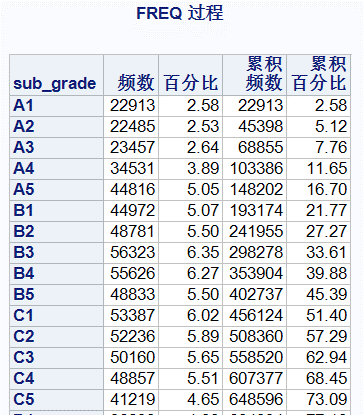 FREQ 过程
sub_grade 频数 百分比 累积频数 累积百分比
A1 22913 2.58 22913 2.58
A2 22485 2.53 45398 5.12
A3 23457 2.64 68855 7.76
A4 34531 3.89 103386 11.65
A5 44816 5.05 148202 16.70
B1 44972 5.07 193174 21.77
B2 48781 5.50 241955 27.27
B3 56323 6.35 298278 33.61
B4 55626 6.27 353904 39.88
B5 48833 5.50 402737 45.39
C1 53387 6.02 456124 51.40
C2 52236 5.89 508360 57.29
C3 50160 5.65 558520 62.94
C4 48857 5.51 607377 68.45
C5 41219 4.65 648596 73.09